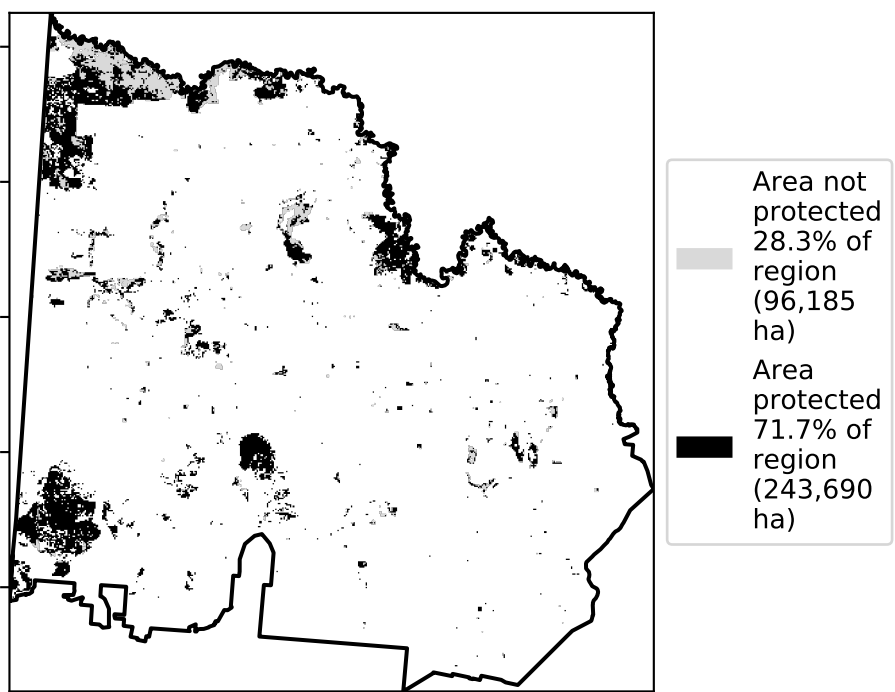 Area not
protected
28.3% of
region
(96,185
ha)
Area
protected
71.7% of
region
(243,690
ha)